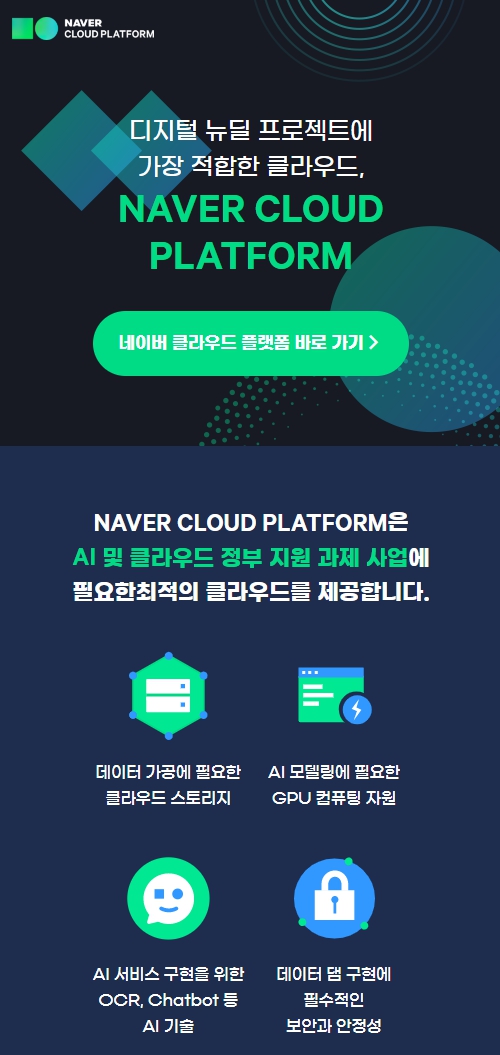 NAVER
CLOUD PLATFORM
디지털 뉴딜 프로젝트에
가장 적합한 클라우드,
NAVER CLOUD
PLATFORM
네이버 클라우드 플랫폼 바로 가기 >
NAVER CLOUD PLATFORM은
AI 및 클라우드 정부 지원 과제 사업에
필요한최적의 클라우드를 제공합니다.
데이터 가공에 필요한
클라우드 스토리지
AI 모델링에 필요한
GPU 컴퓨팅 자원
AI 서비스 구현을 위한
OCR, Chatbot 등
AI 기술
데이터 댐 구현에
필수적인
보안과 안정성